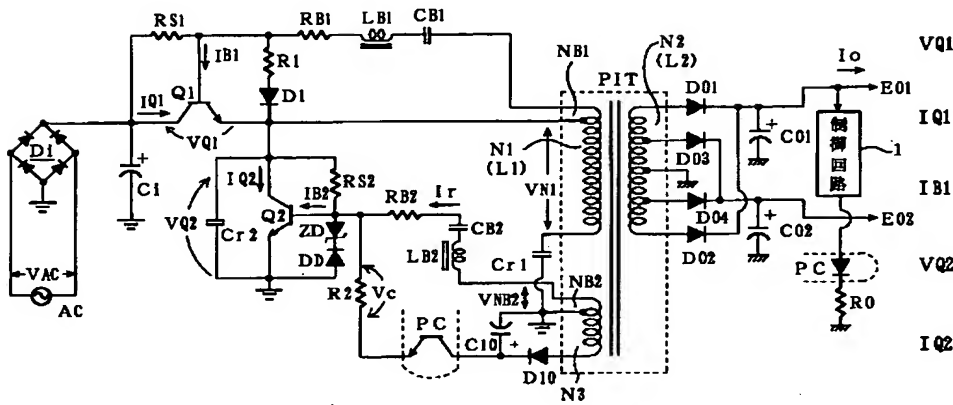 RS1
RB1
LB1
CB1
IB1
R1
NB1
N2
(L2)
PIT
Io
VQ1
D01
E01
IQ1
Q1
D1
VQ1
Di
Ci
N1
(L1)
VN1
D03
C01
制御回路
1
IQ1
IQ2
RS2
IB2
RB2
Ir
IB1
VQ2
Cr2
Q2
ZD
DD
CB2
LB2
Cr1
D04
D02
C02
E02
VAC
AC
R2
Vc
VNB2
NB2
PC
R0
VQ2
PC
C10
D10
N3
IQ2